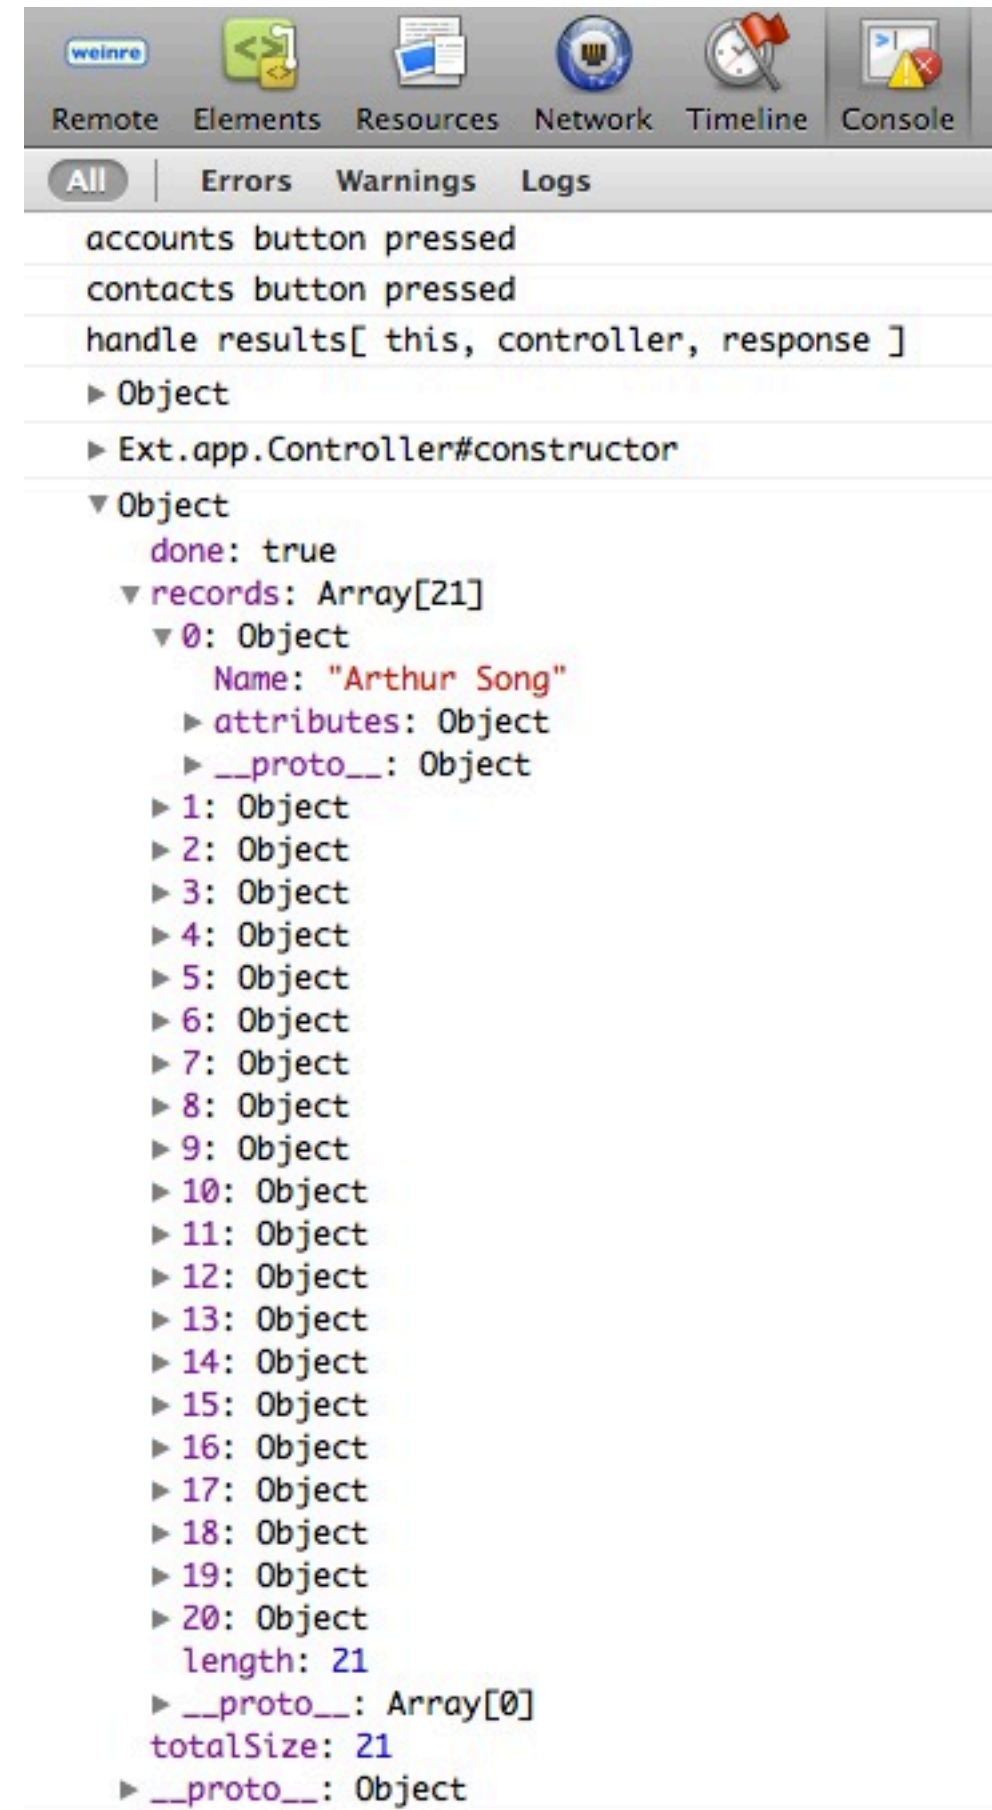 weinre
Remote Elements Resources Network Timeline Console
All Errors Warnings Logs
accounts button pressed
contacts button pressed
handle results[ this, controller, response ]
Object
Ext.app.Controller#constructor
Object
done: true
records: Array[21]
0: Object
Name: "Arthur Song"
attributes: Object
__proto__: Object
1: Object
2: Object
3: Object
4: Object
5: Object
6: Object
7: Object
8: Object
9: Object
10: Object
11: Object
12: Object
13: Object
14: Object
15: Object
16: Object
17: Object
18: Object
19: Object
20: Object
length: 21
__proto__: Array[0]
totalSize: 21
__proto__: Object